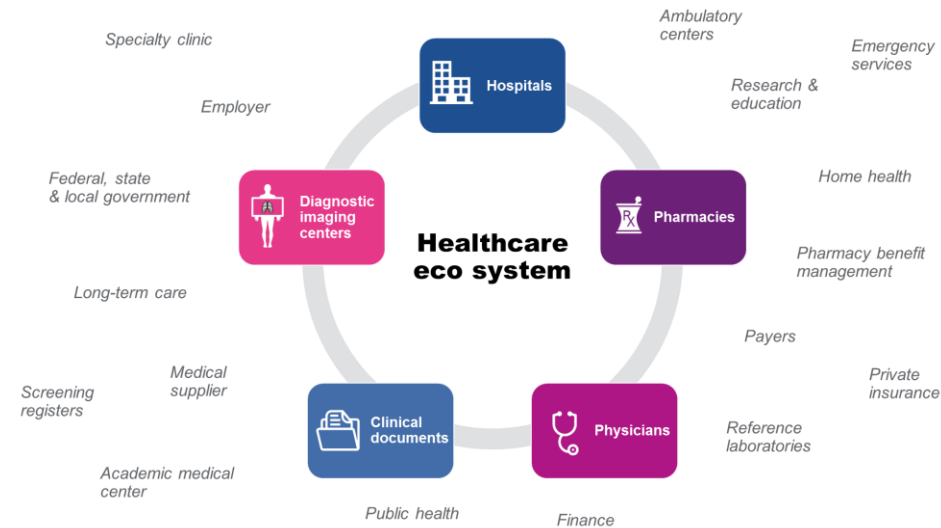 Specialty clinic
Ambulatory
centers
Emergency
services
Hospitals
Research &
education
Employer
Federal, state
& local government
Diagnostic
imaging
centers
Rx
Pharmacies
Home health
Healthcare
eco system
Pharmacy benefit
management
Long-term care
Payers
Medical
supplier
Screening
registers
Clinical
documents
Physicians
Private
insurance
Reference
laboratories
Academic medical
center
Public health
Finance